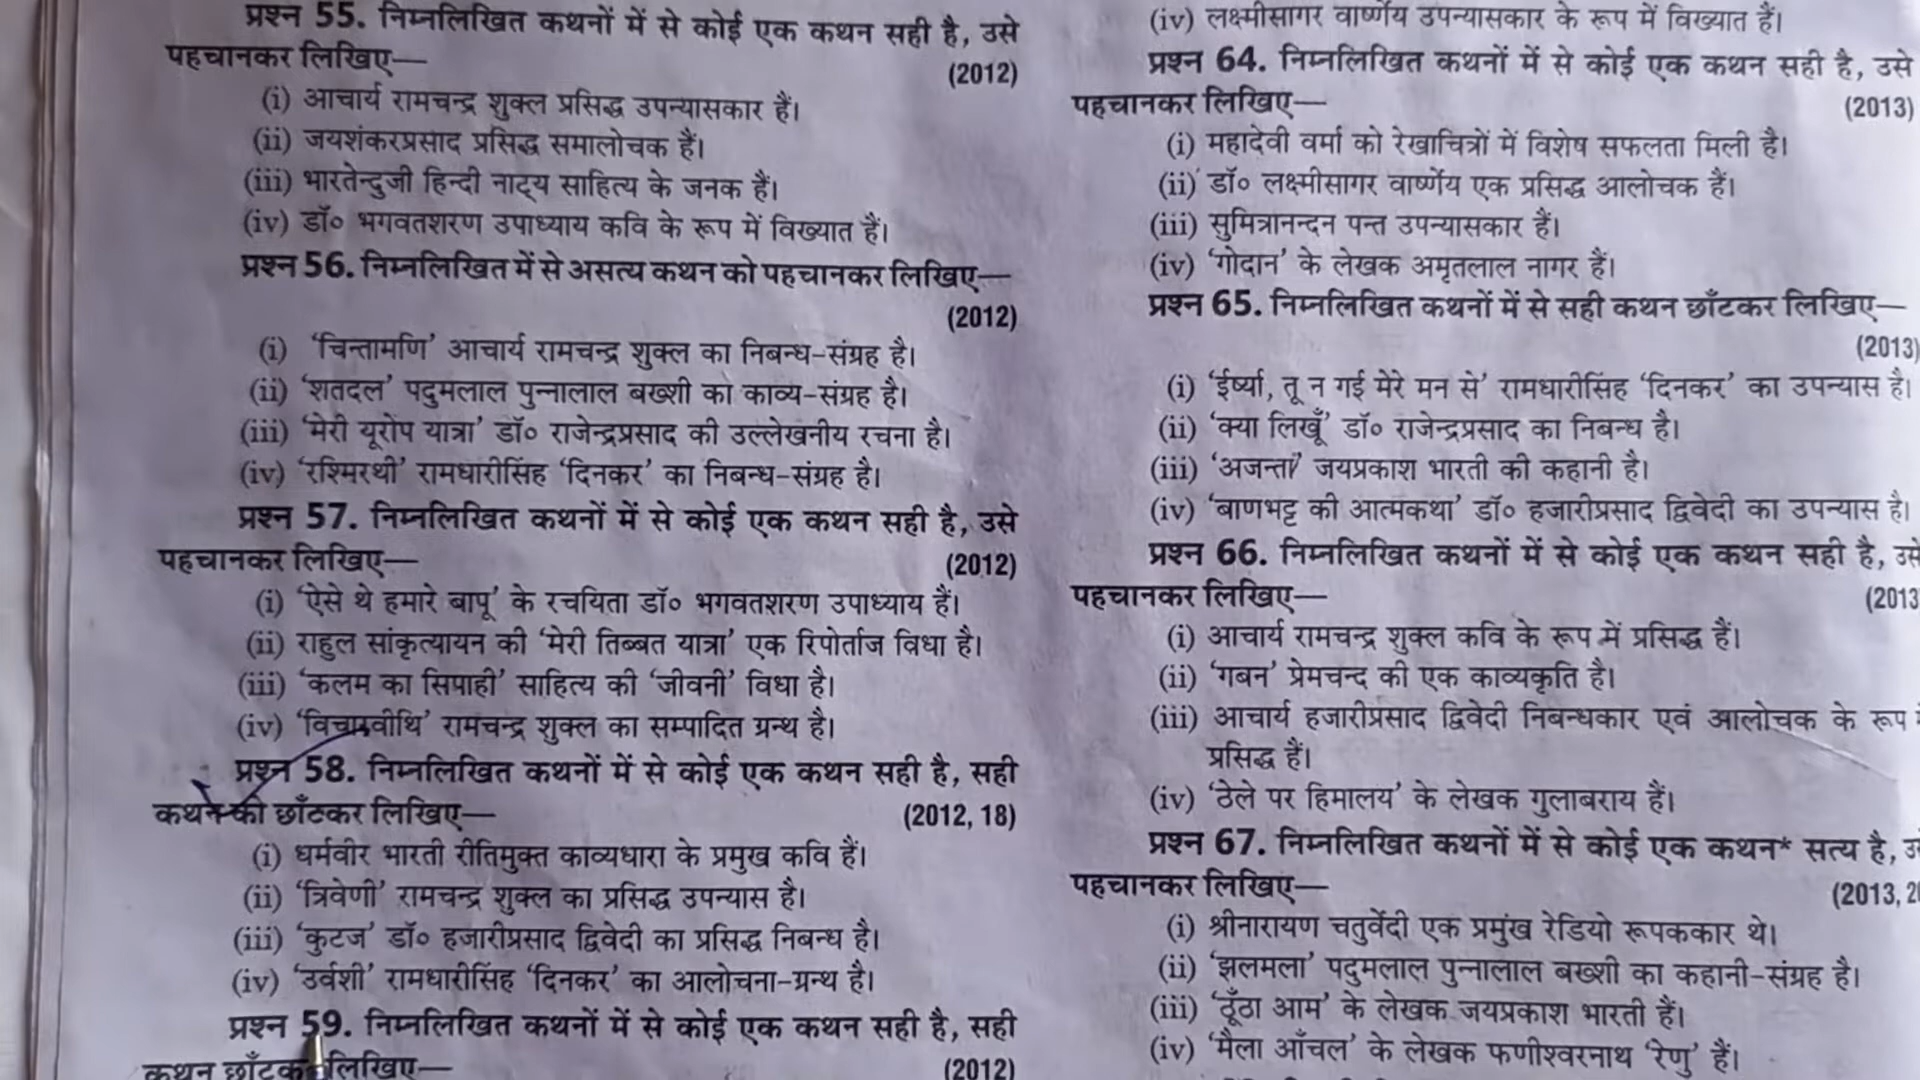 प्रश्न 55. निम्नलिखित कथनों में से कोई एक कथन सही है, उसे
पहचानकर लिखिए—
(2012)
(i) आचार्य रामचन्द्र शुक्ल प्रसिद्ध उपन्यासकार हैं।
(ii) जयशंकरप्रसाद प्रसिद्ध समालोचक हैं।
(iii) भारतेन्दुजी हिन्दी नाट्य साहित्य के जनक हैं।
(iv) डॉ० भगवतशरण उपाध्याय कवि के रूप में विख्यात हैं।
प्रश्न 56. निम्नलिखित में से असत्य कथन को पहचानकर लिखिए—
(2012)
(i) 'चिन्तामणि' आचार्य रामचन्द्र शुक्ल का निबन्ध-संग्रह है।
(ii) 'शतदल' पदुमलाल पुन्नालाल बख्शी का काव्य-संग्रह है।
(iii) 'मेरी यूरोप यात्रा' डॉ० राजेन्द्रप्रसाद की उल्लेखनीय रचना है।
(iv) 'रश्मिरथी' रामधारीसिंह 'दिनकर' का निबन्ध-संग्रह है।
प्रश्न 57. निम्नलिखित कथनों में से कोई एक कथन सही है, उसे
पहचानकर लिखिए— (2012)
(i) 'ऐसे थे हमारे बापू' के रचयिता डॉ० भगवतशरण उपाध्याय हैं।
(ii) राहुल सांकृत्यायन की 'मेरी तिब्बत यात्रा' एक रिपोर्ताज विधा है।
(iii) 'कलम का सिपाही' साहित्य की 'जीवनी' विधा है।
(iv) 'विचारवीथि' रामचन्द्र शुक्ल का सम्पादित ग्रन्थ है।
प्रश्न 58. निम्नलिखित कथनों में से कोई एक कथन सही है, सही
कथन को छाँटकर लिखिए— (2012, 18)
(i) धर्मवीर भारती रीतिमुक्त काव्यधारा के प्रमुख कवि हैं।
(ii) 'त्रिवेणी' रामचन्द्र शुक्ल का प्रसिद्ध उपन्यास है।
(iii) 'कुटज' डॉ० हजारीप्रसाद द्विवेदी का प्रसिद्ध निबन्ध है।
(iv) 'उर्वशी' रामधारीसिंह 'दिनकर' का आलोचना-ग्रन्थ है।
प्रश्न 59. निम्नलिखित कथनों में से कोई एक कथन सही है, सही
कथन छाँटकर लिखिए— (2012)
(iv) लक्ष्मीसागर वार्ष्णेय उपन्यासकार के रूप में विख्यात हैं।
प्रश्न 64. निम्नलिखित कथनों में से कोई एक कथन सही है, उसे
पहचानकर लिखिए— (2013)
(i) महादेवी वर्मा को रेखाचित्रों में विशेष सफलता मिली है।
(ii) डॉ० लक्ष्मीसागर वार्ष्णेय एक प्रसिद्ध आलोचक हैं।
(iii) सुमित्रानन्दन पन्त उपन्यासकार हैं।
(iv) 'गोदान' के लेखक अमृतलाल नागर हैं।
प्रश्न 65. निम्नलिखित कथनों में से सही कथन छाँटकर लिखिए—
(2013)
(i) 'ईर्ष्या, तू न गई मेरे मन से' रामधारीसिंह 'दिनकर' का उपन्यास है।
(ii) 'क्या लिखूँ' डॉ० राजेन्द्रप्रसाद का निबन्ध है।
(iii) 'अजन्ता' जयप्रकाश भारती की कहानी है।
(iv) 'बाणभट्ट की आत्मकथा' डॉ० हजारीप्रसाद द्विवेदी का उपन्यास है।
प्रश्न 66. निम्नलिखित कथनों में से कोई एक कथन सही है, उसे
पहचानकर लिखिए— (2013
(i) आचार्य रामचन्द्र शुक्ल कवि के रूप में प्रसिद्ध हैं।
(ii) 'गबन' प्रेमचन्द की एक काव्यकृति है।
(iii) आचार्य हजारीप्रसाद द्विवेदी निबन्धकार एवं आलोचक के रूप
प्रसिद्ध हैं।
(iv) 'ठेले पर हिमालय' के लेखक गुलाबराय हैं।
प्रश्न 67. निम्नलिखित कथनों में से कोई एक कथन* सत्य है,
पहचानकर लिखिए— (2013,
(i) श्रीनारायण चतुर्वेदी एक प्रमुंख रेडियो रूपककार थे।
(ii) 'झलमला' पदुमलाल पुन्नालाल बख्शी का कहानी-संग्रह है।
(iii) 'ठूँठा आम' के लेखक जयप्रकाश भारती हैं।
(iv) 'मैला आँचल' के लेखक फणीश्वरनाथ 'रेणु' हैं।